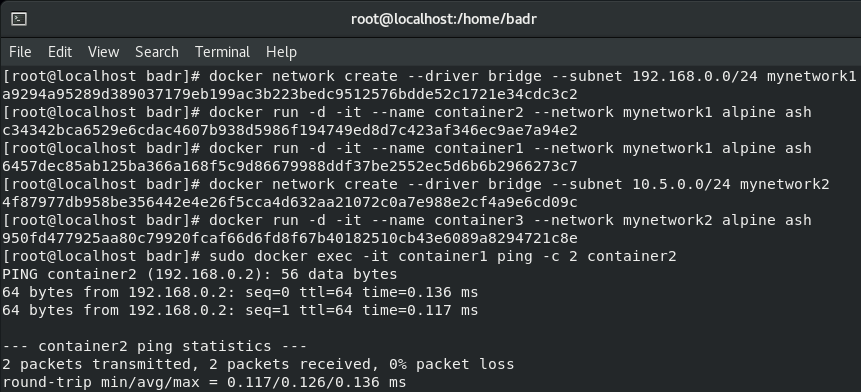 root@localhost:/home/badr
File Edit View Search Terminal Help
[root@localhost badr]# docker network create --driver bridge --subnet 192.168.0.0/24 mynetwork1
a9294a95289d389037179eb199ac3b223bedc9512576bdde52c1721e34cdc3c2
[root@localhost badr]# docker run -d -it --name container2 --network mynetwork1 alpine ash
c34342bca6529e6cdac4607b938d5986f194749ed8d7c423af346ec9ae7a94e2
[root@localhost badr]# docker run -d -it --name container1 --network mynetwork1 alpine ash
6457dec85ab125ba366a168f5c9d86679988ddf37be2552ec5d6b6b2966273c7
[root@localhost badr]# docker network create --driver bridge --subnet 10.5.0.0/24 mynetwork2
4f87977db958be356442e4e26f5cca4d632aa21072c0a7e988e2cf4a9e6cd09c
[root@localhost badr]# docker run -d -it --name container3 --network mynetwork2 alpine ash
950fd477925aa80c79920fcaf66d6fd8f67b40182510cb43e6089a8294721c8e
[root@localhost badr]# sudo docker exec -it container1 ping -c 2 container2
PING container2 (192.168.0.2): 56 data bytes
64 bytes from 192.168.0.2: seq=0 ttl=64 time=0.136 ms
64 bytes from 192.168.0.2: seq=1 ttl=64 time=0.117 ms
--- container2 ping statistics ---
2 packets transmitted, 2 packets received, 0% packet loss
round-trip min/avg/max = 0.117/0.126/0.136 ms